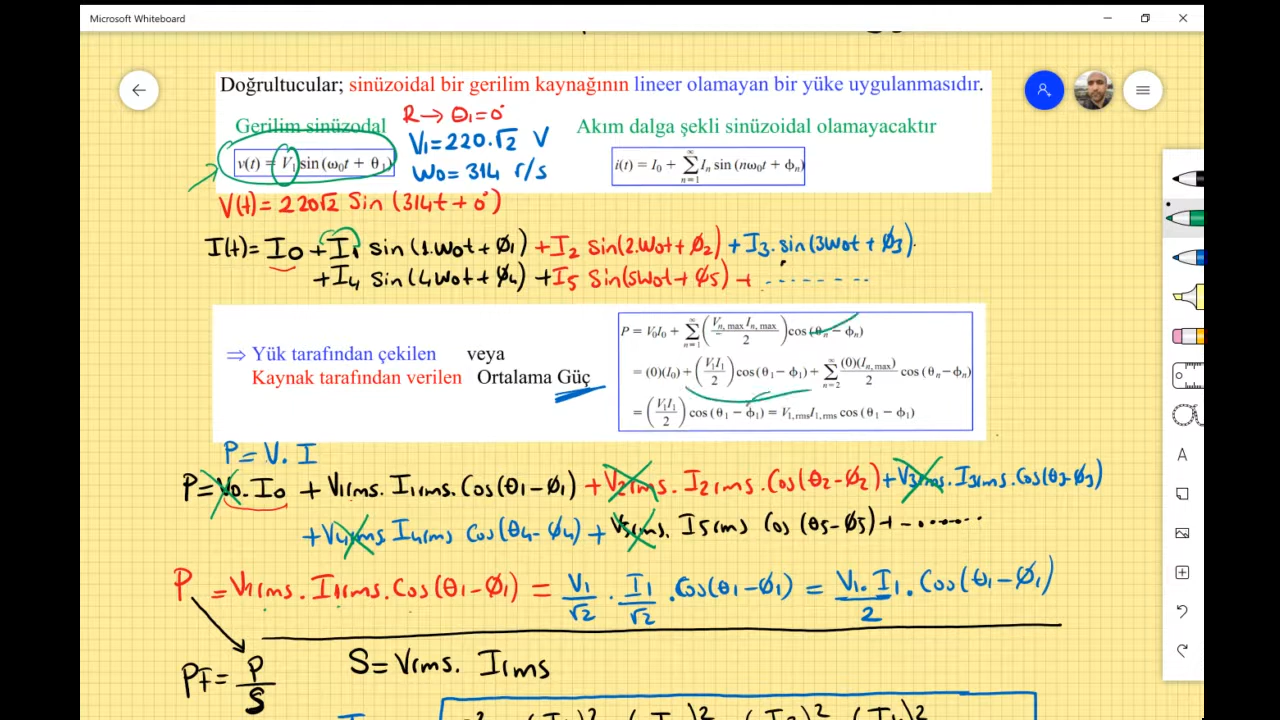 Microsoft Whiteboard
Doğrultucular; sinüzoidal bir gerilim kaynağının lineer olamayan bir yüke uygulanmasıdır.
R → θ1=0°
Gerilim sinüzodal
Akım dalga şekli sinüzoidal olamayacaktır
V1=220.√2 V
v(t) = V1 sin (ω0t + θ1)
i(t) = I0 + ∑ n=1 ∞ In sin (nω0t + ϕn)
W0= 314 r/s
V(t)= 220√2 Sin (314t + 0°)
I(t)= I0 + I1 sin(1.w0t + Ø1) + I2 sin(2.w0t + Ø2) + I3.sin(3w0t + Ø3)
+I4 Sin(4w0t + Ø4) + I5 Sin(5w0t + Ø5) + .......
P = V0I0 + ∑ n=1 ∞ (Vn, max In, max / 2) cos (θn − ϕn)
⇒ Yük tarafından çekilen veya
Kaynak tarafından verilen Ortalama Güç
= (0)(I0) + (V1I1 / 2) cos (θ1 − ϕ1) + ∑ n=2 ∞ (0)(In, max) / 2 cos (θn − ϕn)
= (V1I1 / 2) cos (θ1 − ϕ1) = V1, rms I1, rms cos (θ1 − ϕ1)
P= V. I
P= V0. I0 + V1rms. I1rms. Cos(θ1-Ø1) + V2rms. I2rms. Cos(θ2-Ø2) + V3rms. I3rms. Cos(θ3-Ø3)
+ V4rms. I4rms Cos(θ4-Ø4) + V5rms. I5rms Cos (θ5-Ø5) + .......
P = V1rms. I1rms. Cos(θ1-Ø1) = V1/√2 . I1/√2 . Cos(θ1-Ø1) = V1. I1/2 . Cos(θ1-Ø1)
S= Vrms. Irms
PF= P/S